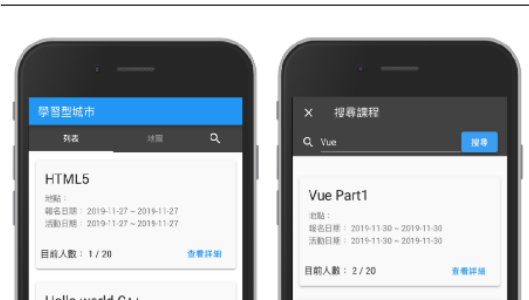 學習型城市
列表 地圖
HTML5
地點：
報名日期： 2019-11-27 ~ 2019-11-27
活動日期： 2019-11-27 ~ 2019-11-27
目前人數： 1 / 20 查看詳細
Hello world C++
× 搜尋課程
Vue 搜尋
Vue Part1
地點：
報名日期： 2019-11-30 ~ 2019-11-30
活動日期： 2019-11-30 ~ 2019-11-30
目前人數： 2 / 20 查看詳細